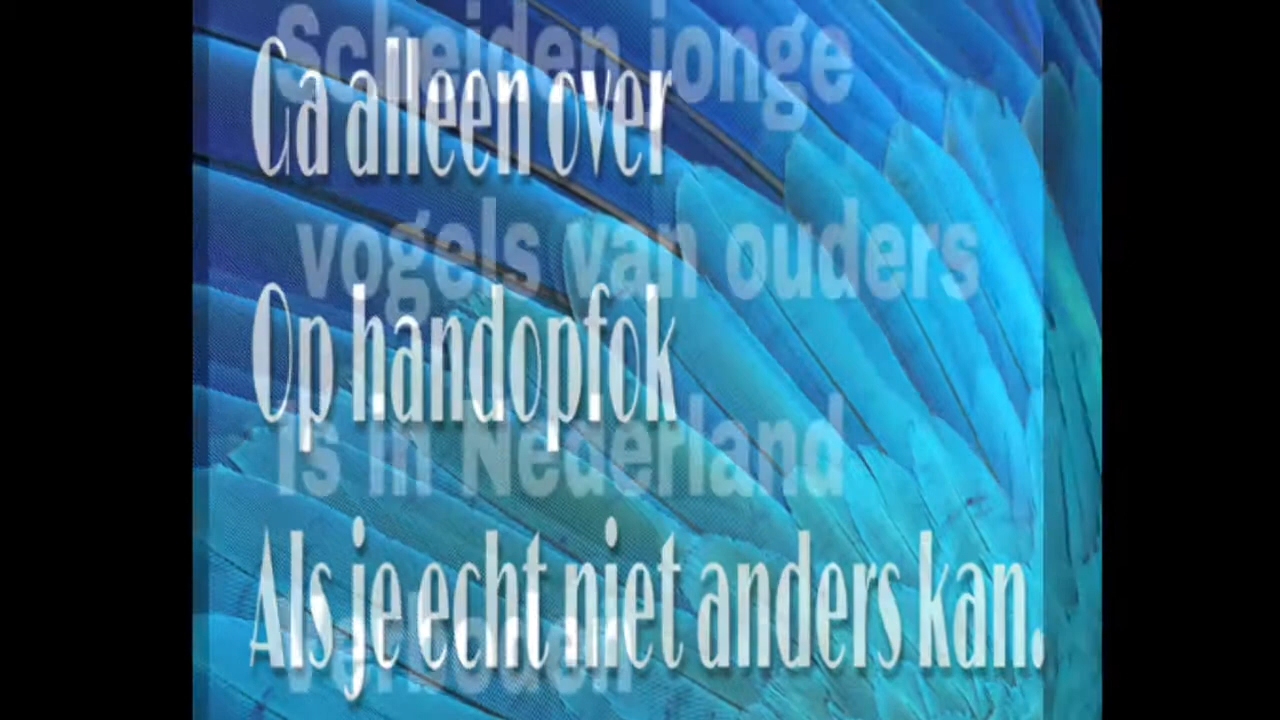 Scheiden jonge
Ga alleen over
vogels van ouders
Op handopfok
is in Nederland
Als je echt niet anders kan.
verboden